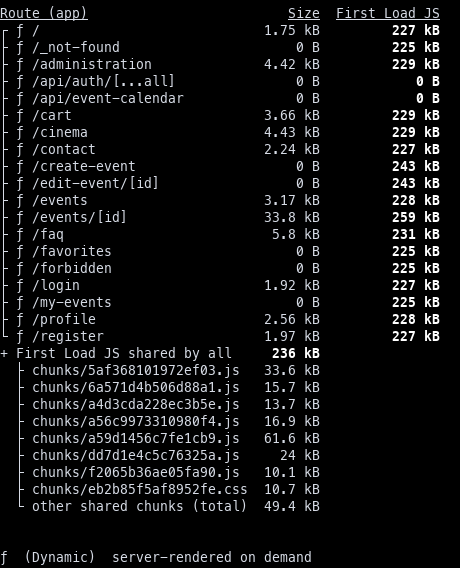 Route (app)                         Size  First Load JS
┌ ƒ /                            1.75 kB         227 kB
├ ƒ /_not-found                      0 B         225 kB
├ ƒ /administration              4.42 kB         229 kB
├ ƒ /api/auth/[...all]               0 B            0 B
├ ƒ /api/event-calendar              0 B            0 B
├ ƒ /cart                        3.66 kB         229 kB
├ ƒ /cinema                      4.43 kB         229 kB
├ ƒ /contact                     2.24 kB         227 kB
├ ƒ /create-event                    0 B         243 kB
├ ƒ /edit-event/[id]                 0 B         243 kB
├ ƒ /events                      3.17 kB         228 kB
├ ƒ /events/[id]                 33.8 kB         259 kB
├ ƒ /faq                          5.8 kB         231 kB
├ ƒ /favorites                       0 B         225 kB
├ ƒ /forbidden                       0 B         225 kB
├ ƒ /login                       1.92 kB         227 kB
├ ƒ /my-events                       0 B         225 kB
├ ƒ /profile                     2.56 kB         228 kB
└ ƒ /register                    1.97 kB         227 kB
+ First Load JS shared by all     236 kB
  ├ chunks/5af368101972ef03.js   33.6 kB
  ├ chunks/6a571d4b506d88a1.js   15.7 kB
  ├ chunks/a4d3cda228ec3b5e.js   13.7 kB
  ├ chunks/a56c9973310980f4.js   16.9 kB
  ├ chunks/a59d1456c7fe1cb9.js   61.6 kB
  ├ chunks/dd7d1e4c5c76325a.js     24 kB
  ├ chunks/f2065b36ae05fa90.js   10.1 kB
  ├ chunks/eb2b85f5af8952fe.css  10.7 kB
  └ other shared chunks (total)  49.4 kB
ƒ  (Dynamic)  server-rendered on demand